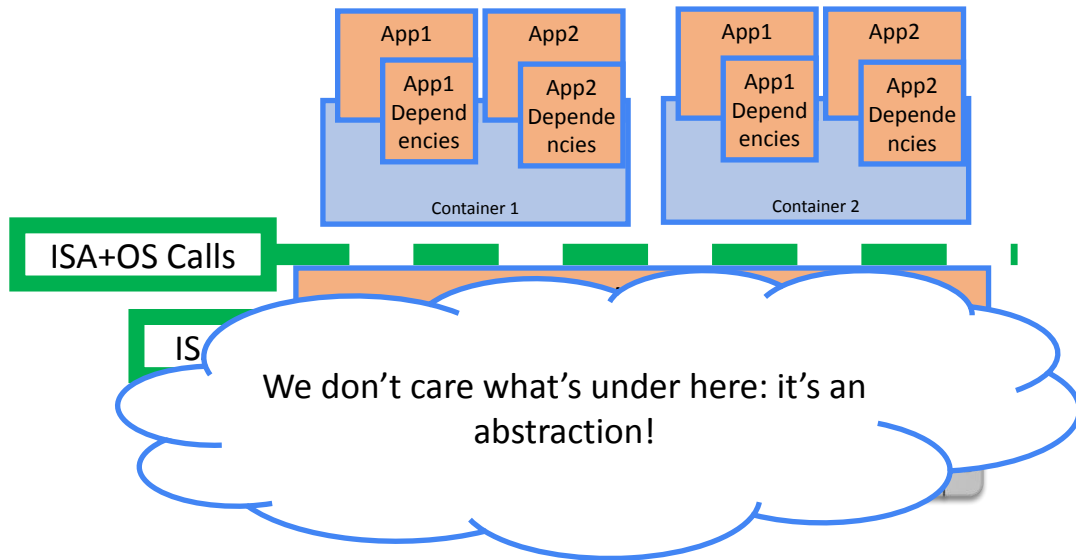 App1
App2
App1
Depend
encies
App2
Depende
ncies
Container 1
App1
App2
App1
Depend
encies
App2
Depende
ncies
Container 2
ISA+OS Calls
IS
We don’t care what’s under here: it’s an
abstraction!